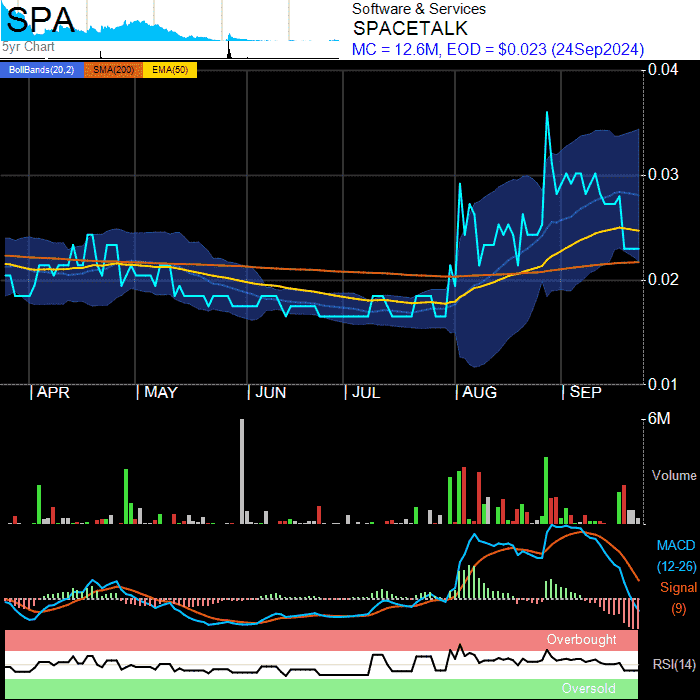 SPA
5yr Chart
Software & Services
SPACETALK
MC = 12.6M, EOD = $0.023 (24Sep2024)
BollBands(20,2) SMA(200) EMA(50)
0.04
0.03
0.02
0.01
APR MAY JUN JUL AUG SEP
6M
Volume
MACD
(12-26)
Signal
(9)
Overbought
RSI(14)
Oversold